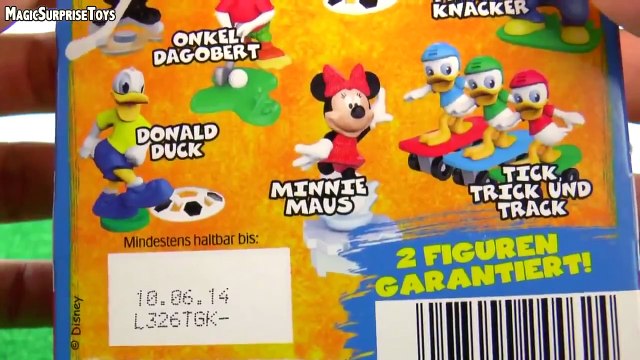 MagicSurpriseToys
KNACKER
ONKEL
DAGOBERT
DONALD
DUCK
MINNIE
MAUS
TICK,
TRICK UND
TRACK
Mindestens haltbar bis:
2 FIGUREN
GARANTIERT!
10.06.14
L326TGK-
© Disney